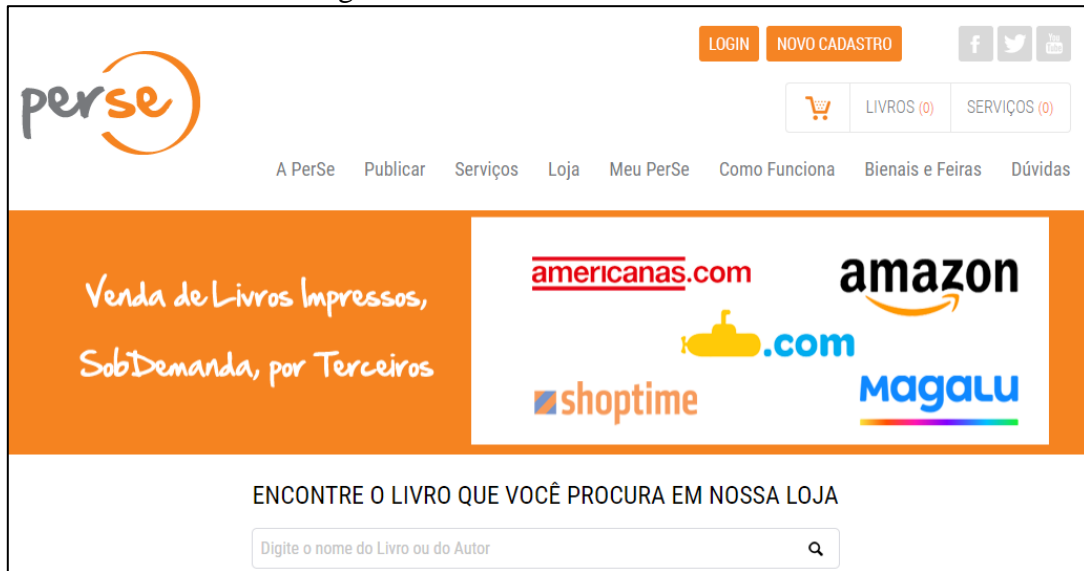 LOGIN NOVO CADASTRO f You Tube
perse
LIVROS (0) SERVIÇOS (0)
A PerSe Publicar Serviços Loja Meu PerSe Como Funciona Bienais e Feiras Dúvidas
Venda de Livros Impressos,
SobDemanda, por Terceiros
americanas.com amazon
.com
shoptime Magalu
ENCONTRE O LIVRO QUE VOCÊ PROCURA EM NOSSA LOJA
Digite o nome do Livro ou do Autor